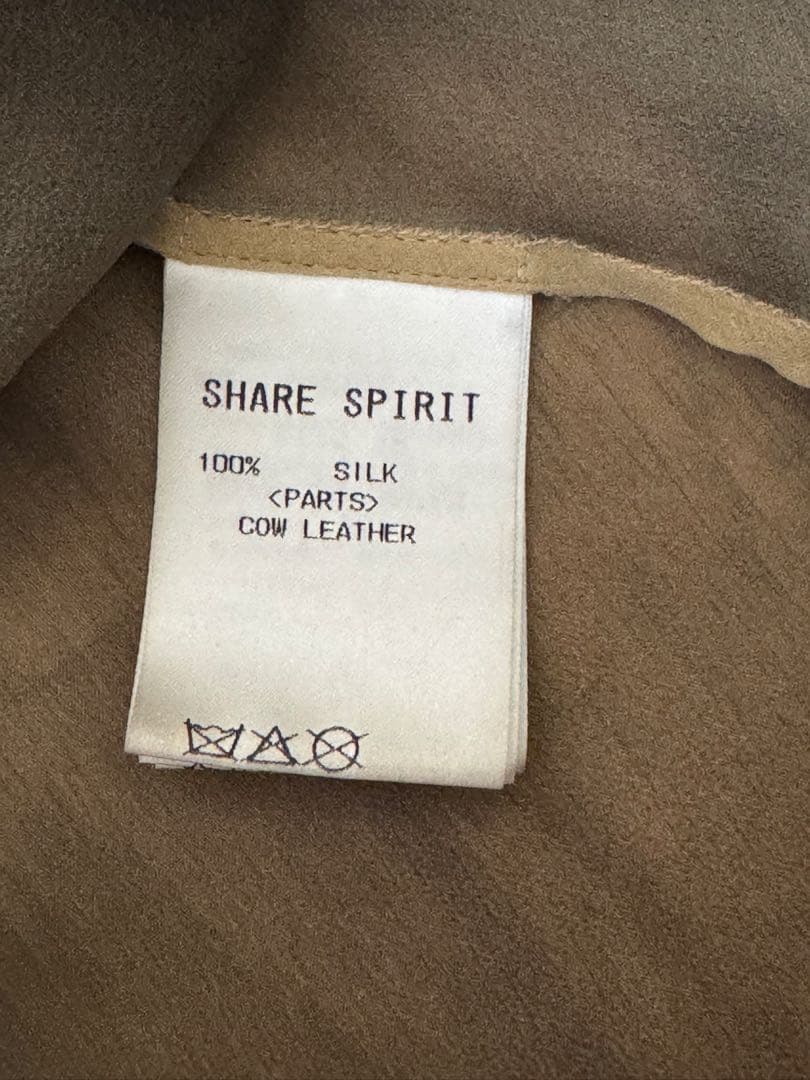 SHARE SPIRIT
100% SILK
<PARTS>
COW LEATHER